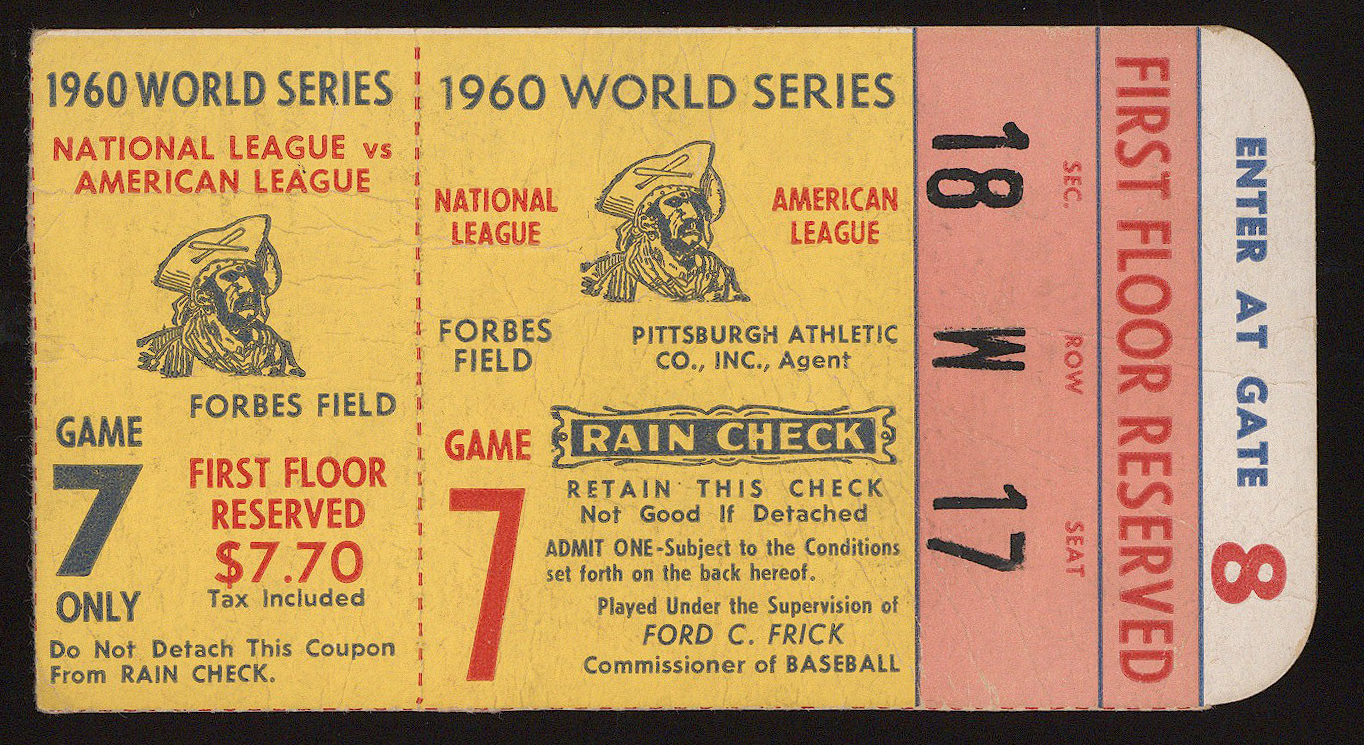 1960 WORLD SERIES
NATIONAL LEAGUE vs
AMERICAN LEAGUE
FORBES FIELD
GAME
7
ONLY
FIRST FLOOR
RESERVED
$7.70
Tax Included
Do Not Detach This Coupon
From RAIN CHECK.
1960 WORLD SERIES
NATIONAL
LEAGUE
AMERICAN
LEAGUE
FORBES
FIELD
PITTSBURGH ATHLETIC
CO., INC., Agent
GAME
7
RAIN CHECK
RETAIN THIS CHECK
Not Good If Detached
ADMIT ONE-Subject to the Conditions
set forth on the back hereof.
Played Under the Supervision of
FORD C. FRICK
Commissioner of BASEBALL
18 W 17
SEC. ROW SEAT
FIRST FLOOR RESERVED
ENTER AT GATE 8